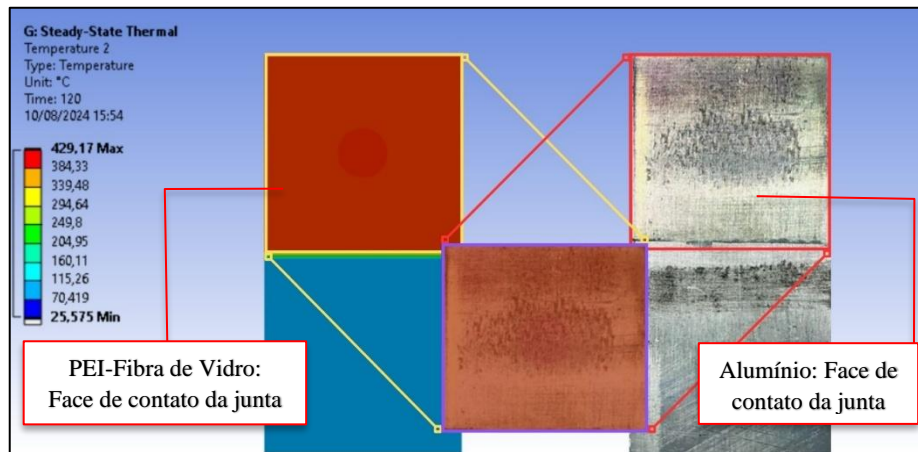 G: Steady-State Thermal
Temperature 2
Type: Temperature
Unit: °C
Time: 120
10/08/2024 15:54
429,17 Max
384,33
339,48
294,64
249,8
204,95
160,11
115,26
70,419
25,575 Min
PEI-Fibra de Vidro:
Face de contato da junta
Alumínio: Face de
contato da junta